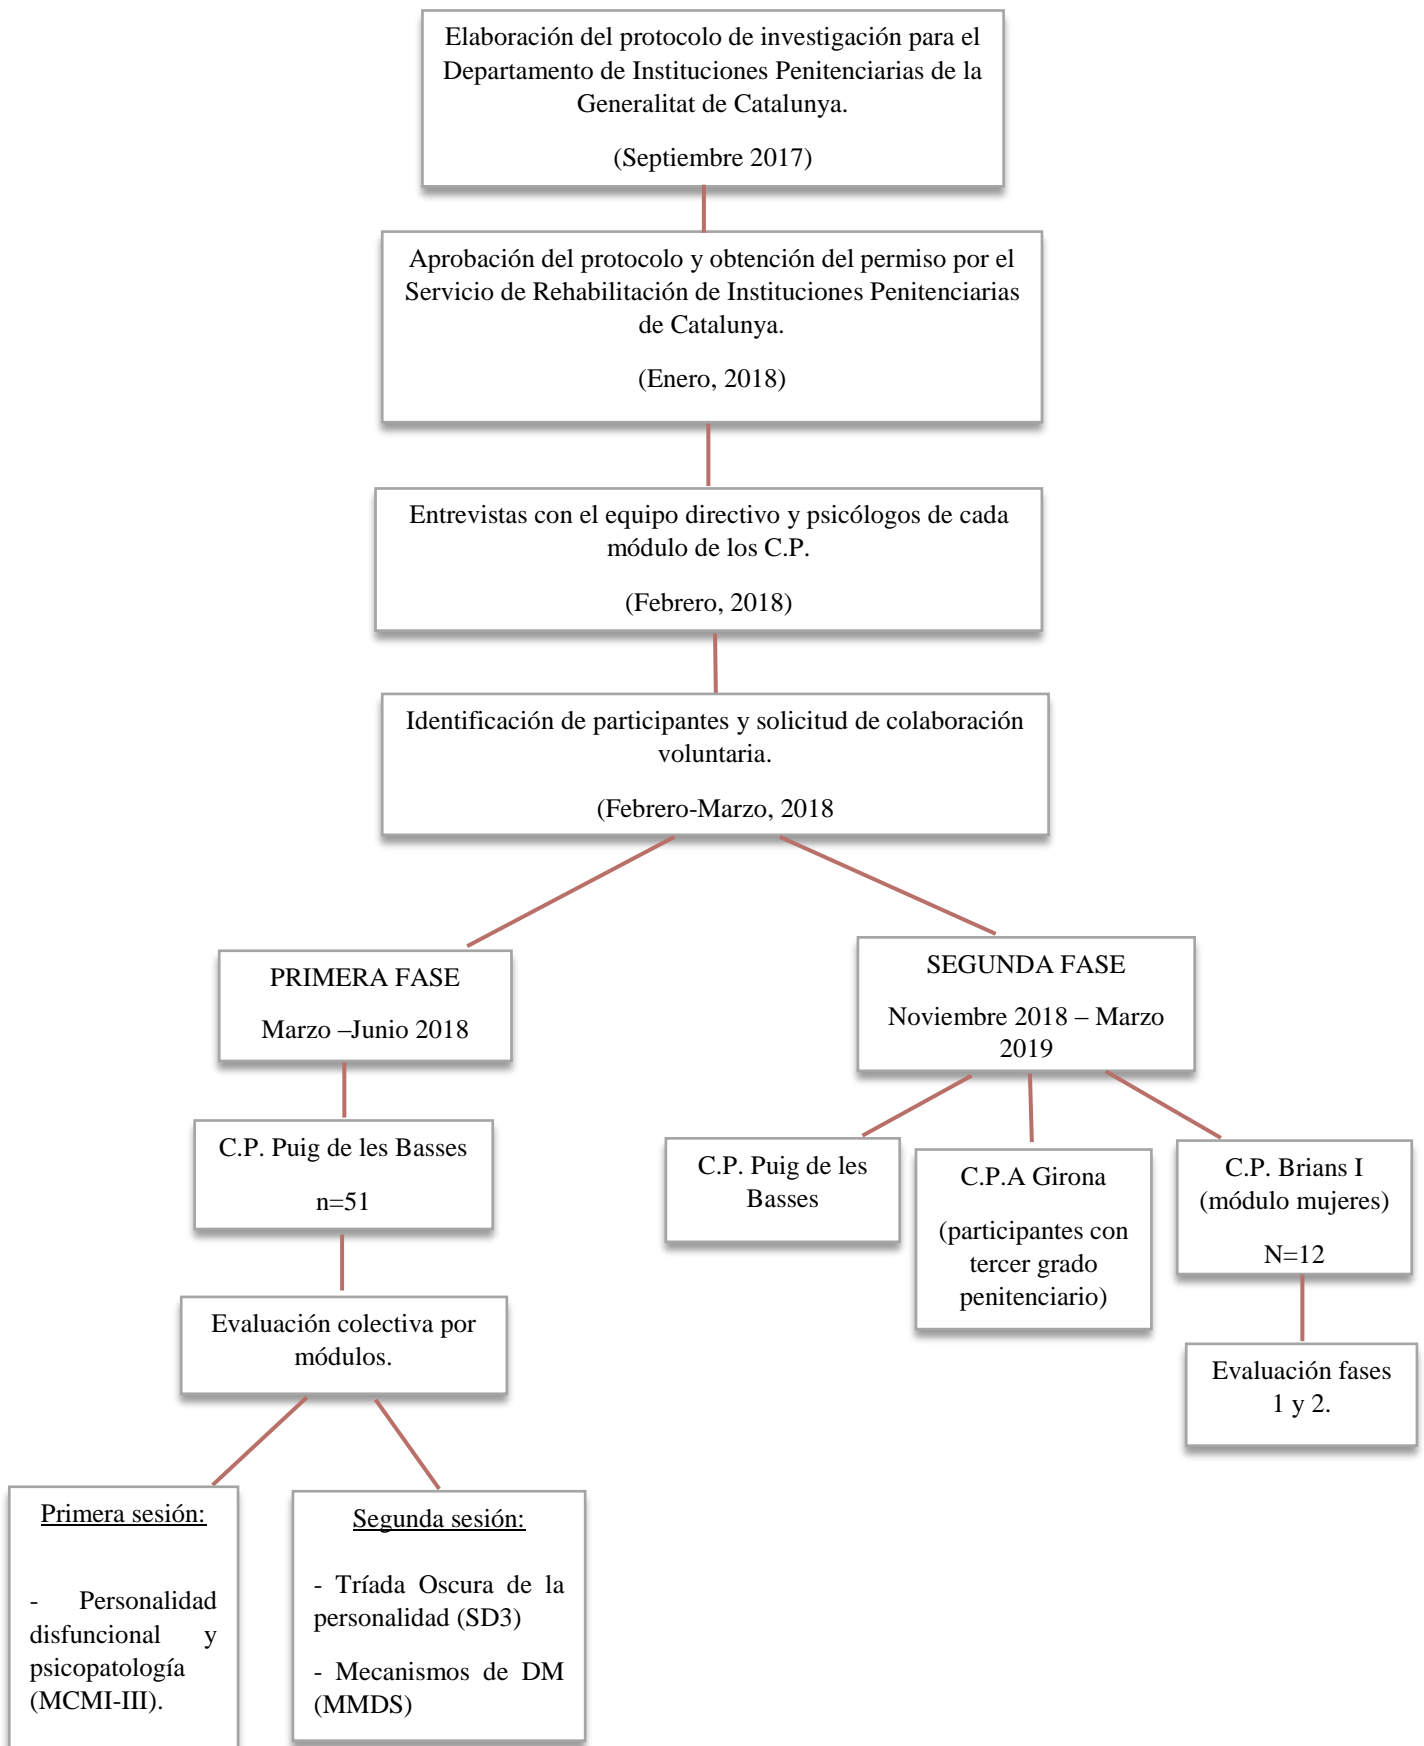 Elaboración del protocolo de investigación para el
Departamento de Instituciones Penitenciarias de la
Generalitat de Catalunya.
(Septiembre 2017)
Aprobación del protocolo y obtención del permiso por el
Servicio de Rehabilitación de Instituciones Penitenciarias
de Catalunya.
(Enero, 2018)
Entrevistas con el equipo directivo y psicólogos de cada
módulo de los C.P.
(Febrero, 2018)
Identificación de participantes y solicitud de colaboración
voluntaria.
(Febrero-Marzo, 2018
PRIMERA FASE
Marzo –Junio 2018
SEGUNDA FASE
Noviembre 2018 – Marzo
2019
C.P. Puig de les Basses
n=51
C.P. Puig de les
Basses
C.P.A Girona
(participantes con
tercer grado
penitenciario)
C.P. Brians I
(módulo mujeres)
N=12
Evaluación colectiva por
módulos.
Evaluación fases
1 y 2.
Primera sesión:
- Personalidad
disfuncional y
psicopatología
(MCMI-III).
Segunda sesión:
- Tríada Oscura de la
personalidad (SD3)
- Mecanismos de DM
(MMDS)